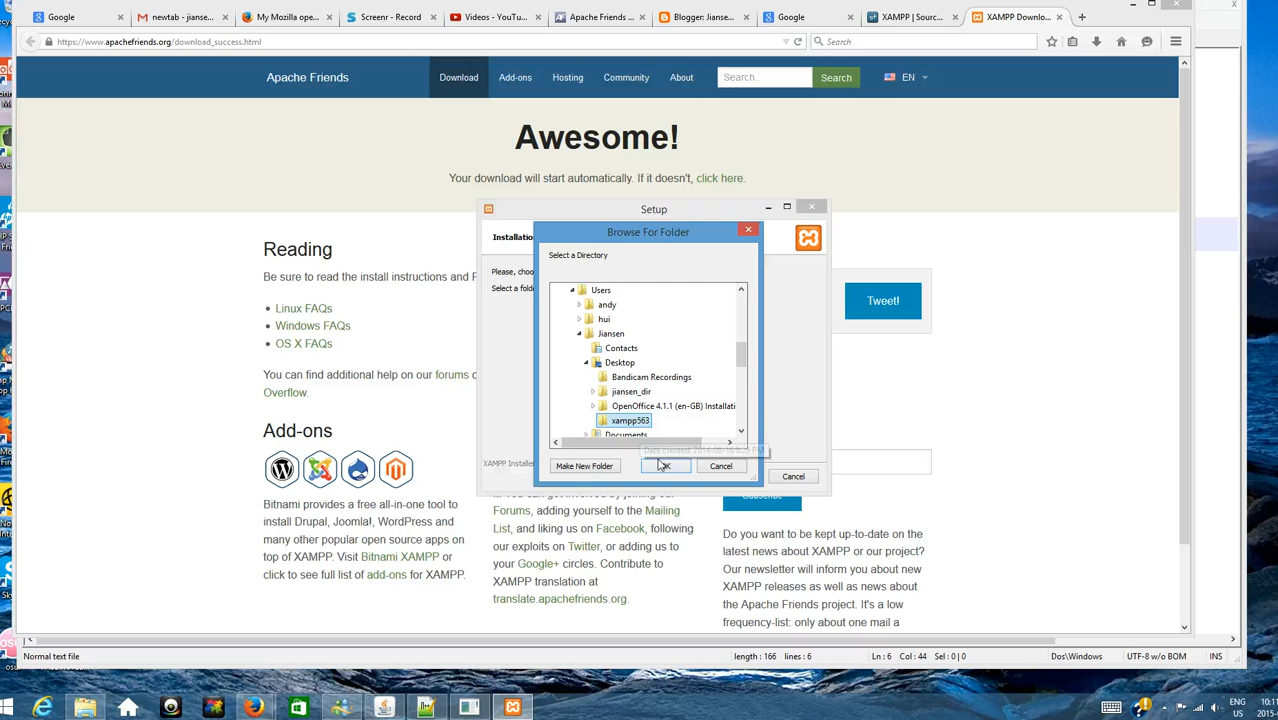 Google
newtab - jianse...
My Mozilla ope...
Screenr - Record
Videos - YouTu...
Apache Friends ...
Blogger: Jianse...
Google
XAMPP | Sourc...
XAMPP Downlo...
https://www.apachefriends.org/download_success.html
Search
Apache Friends
Download
Add-ons
Hosting
Community
About
Search...
Search
EN
Awesome!
Your download will start automatically. If it doesn't, click here.
Setup
Installatio
Browse For Folder
Reading
Select a Directory
Be sure to read the install instructions and F
Please, choo
Select a folde
Users
andy
hui
Jiansen
Contacts
Desktop
Bandicam Recordings
jiansen_dir
OpenOffice 4.1.1 (en-GB) Installati
xampp563
Documents
Tweet!
Linux FAQs
Windows FAQs
OS X FAQs
You can find additional help on our forums o
Overflow.
Add-ons
XAMPP Installe
Make New Folder
Cancel
Cancel
Subscribe
Bitnami provides a free all-in-one tool to
install Drupal, Joomla!, WordPress and
many other popular open source apps on
top of XAMPP. Visit Bitnami XAMPP or
click to see full list of add-ons for XAMPP.
Forums, adding yourself to the Mailing
List, and liking us on Facebook, following
our exploits on Twitter, or adding us to
your Google+ circles. Contribute to
XAMPP translation at
translate.apachefriends.org.
Do you want to be kept up-to-date on the
latest news about XAMPP or our project?
Our newsletter will inform you about new
XAMPP releases as well as news about
the Apache Friends project. It's a low
frequency-list: only about one mail a
Normal text file
length : 166 lines : 6
Ln : 6 Col : 44 Sel : 0 | 0
Dos\Windows
UTF-8 w/o BOM
INS
ENG
US
10:11
2015-